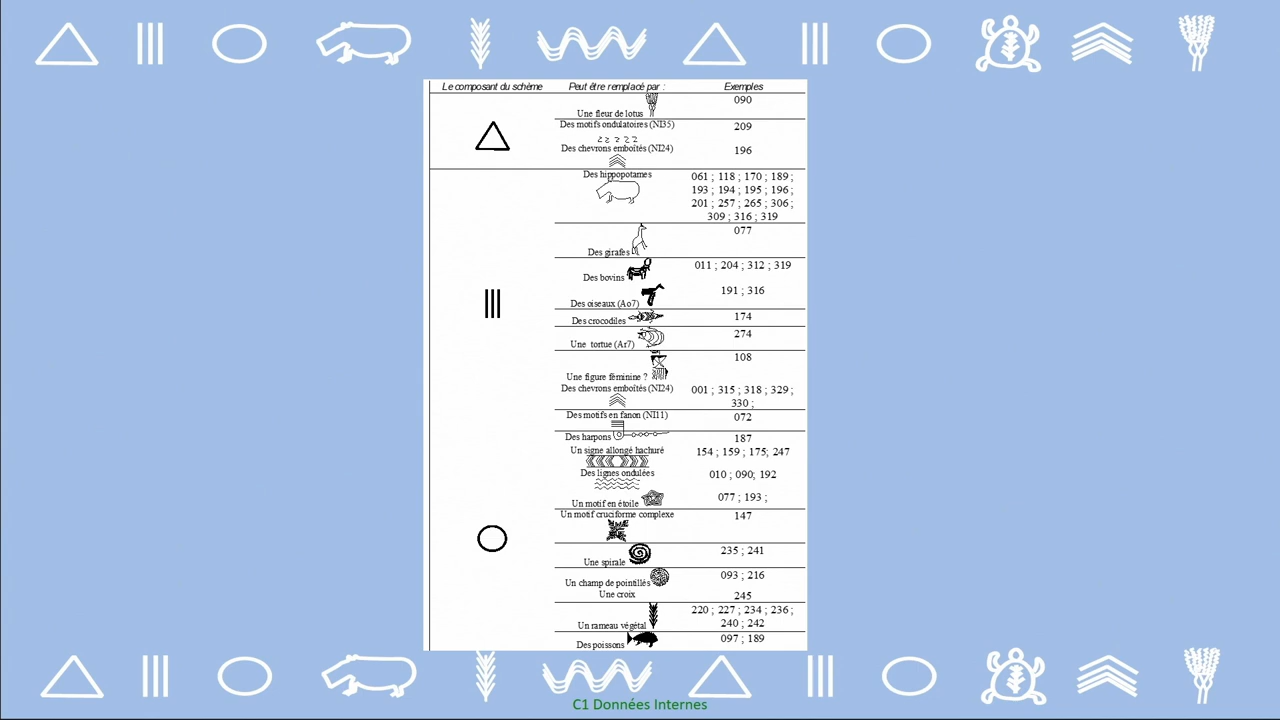 Le composant du schème Peut être remplacé par : Exemples
Une fleur de lotus 090
Des motifs ondulatoires (NI35) 209
Des chevrons emboîtés (NI24) 196
Des hippopotames 061 ; 118 ; 170 ; 189 ;
193 ; 194 ; 195 ; 196 ;
201 ; 257 ; 265 ; 306 ;
309 ; 316 ; 319
Des girafes 077
Des bovins 011 ; 204 ; 312 ; 319
Des oiseaux (Ao7) 191 ; 316
Des crocodiles 174
Une tortue (Ar7) 274
Une figure féminine ? 108
Des chevrons emboîtés (NI24) 001 ; 315 ; 318 ; 329 ;
330 ;
Des motifs en fanon (NI11) 072
Des harpons 187
Un signe allongé hachuré 154 ; 159 ; 175; 247
Des lignes ondulées 010 ; 090; 192
Un motif en étoile 077 ; 193 ;
Un motif cruciforme complexe 147
Une spirale 235 ; 241
Un champ de pointillés 093 ; 216
Une croix 245
Un rameau végétal 220 ; 227 ; 234 ; 236 ;
240 ; 242
Des poissons 097 ; 189
C1 Données Internes